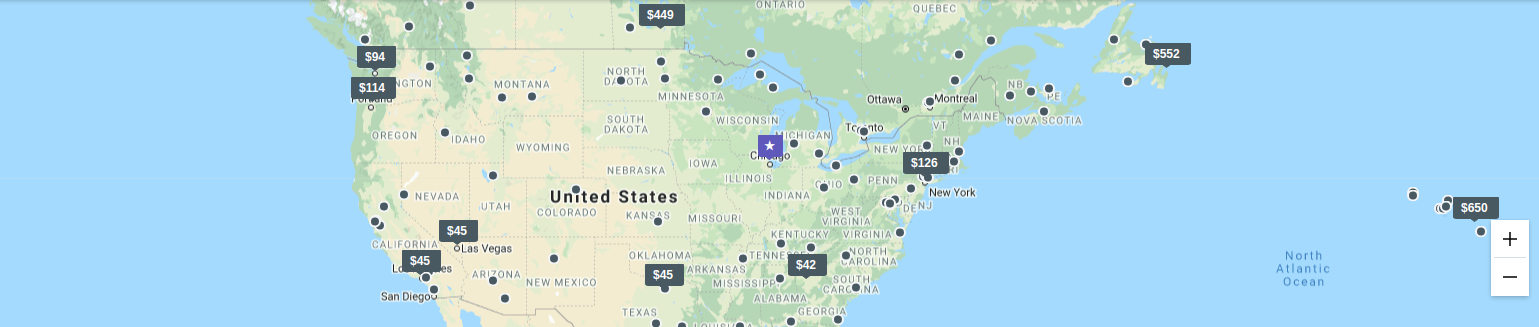 ONTARIO
QUEBEC
$449
$94
$552
NORTH
DAKOTA
MONTANA
$114
MINNESOTA
NB
PE
Ottawa
Montreal
MAINE
NOVA SCOTIA
Portland
OREGON
IDAHO
SOUTH
DAKOTA
WISCONSIN
MICHIGAN
Toronto
VT
NH
WYOMING
Chicago
NEW YORK
$126
IOWA
NEBRASKA
ILLINOIS
OHIO
PENN
INDIANA
NEVADA
UTAH
United States
New York
COLORADO
KANSAS
MISSOURI
WEST
VIRGINIA
DE
NJ
$650
$45
KENTUCKY
VIRGINIA
CALIFORNIA
Las Vegas
OKLAHOMA
TENNESSEE
NORTH
CAROLINA
$45
Los Angeles
ARIZONA
NEW MEXICO
$45
ARKANSAS
$42
North
Atlantic
Ocean
MISSISSIPPI
SOUTH
CAROLINA
San Diego
ALABAMA
TEXAS
GEORGIA
LOUISIANA
+
−